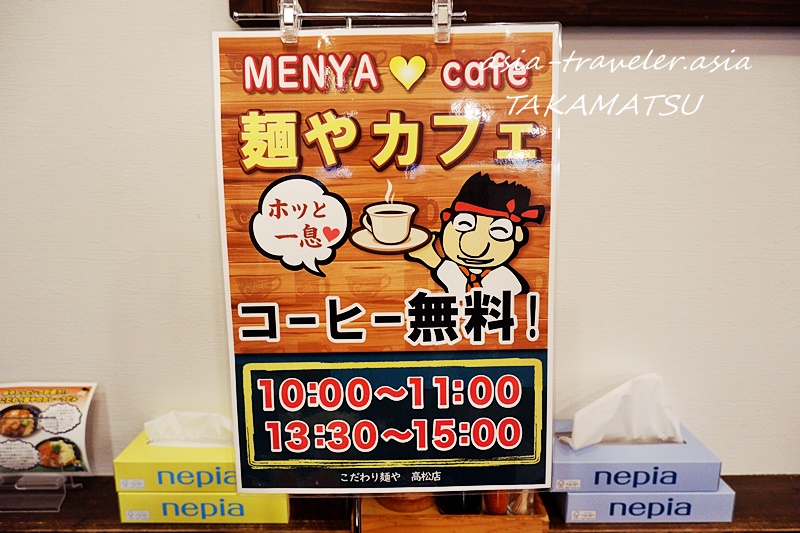 MENYA café
asia-traveler.asia
TAKAMATSU
麺やカフェ
ホッと
一息
コーヒー無料!
10:00〜11:00
13:30〜15:00
こだわり麺や 高松店
nepia
nepia
nepia
nepia